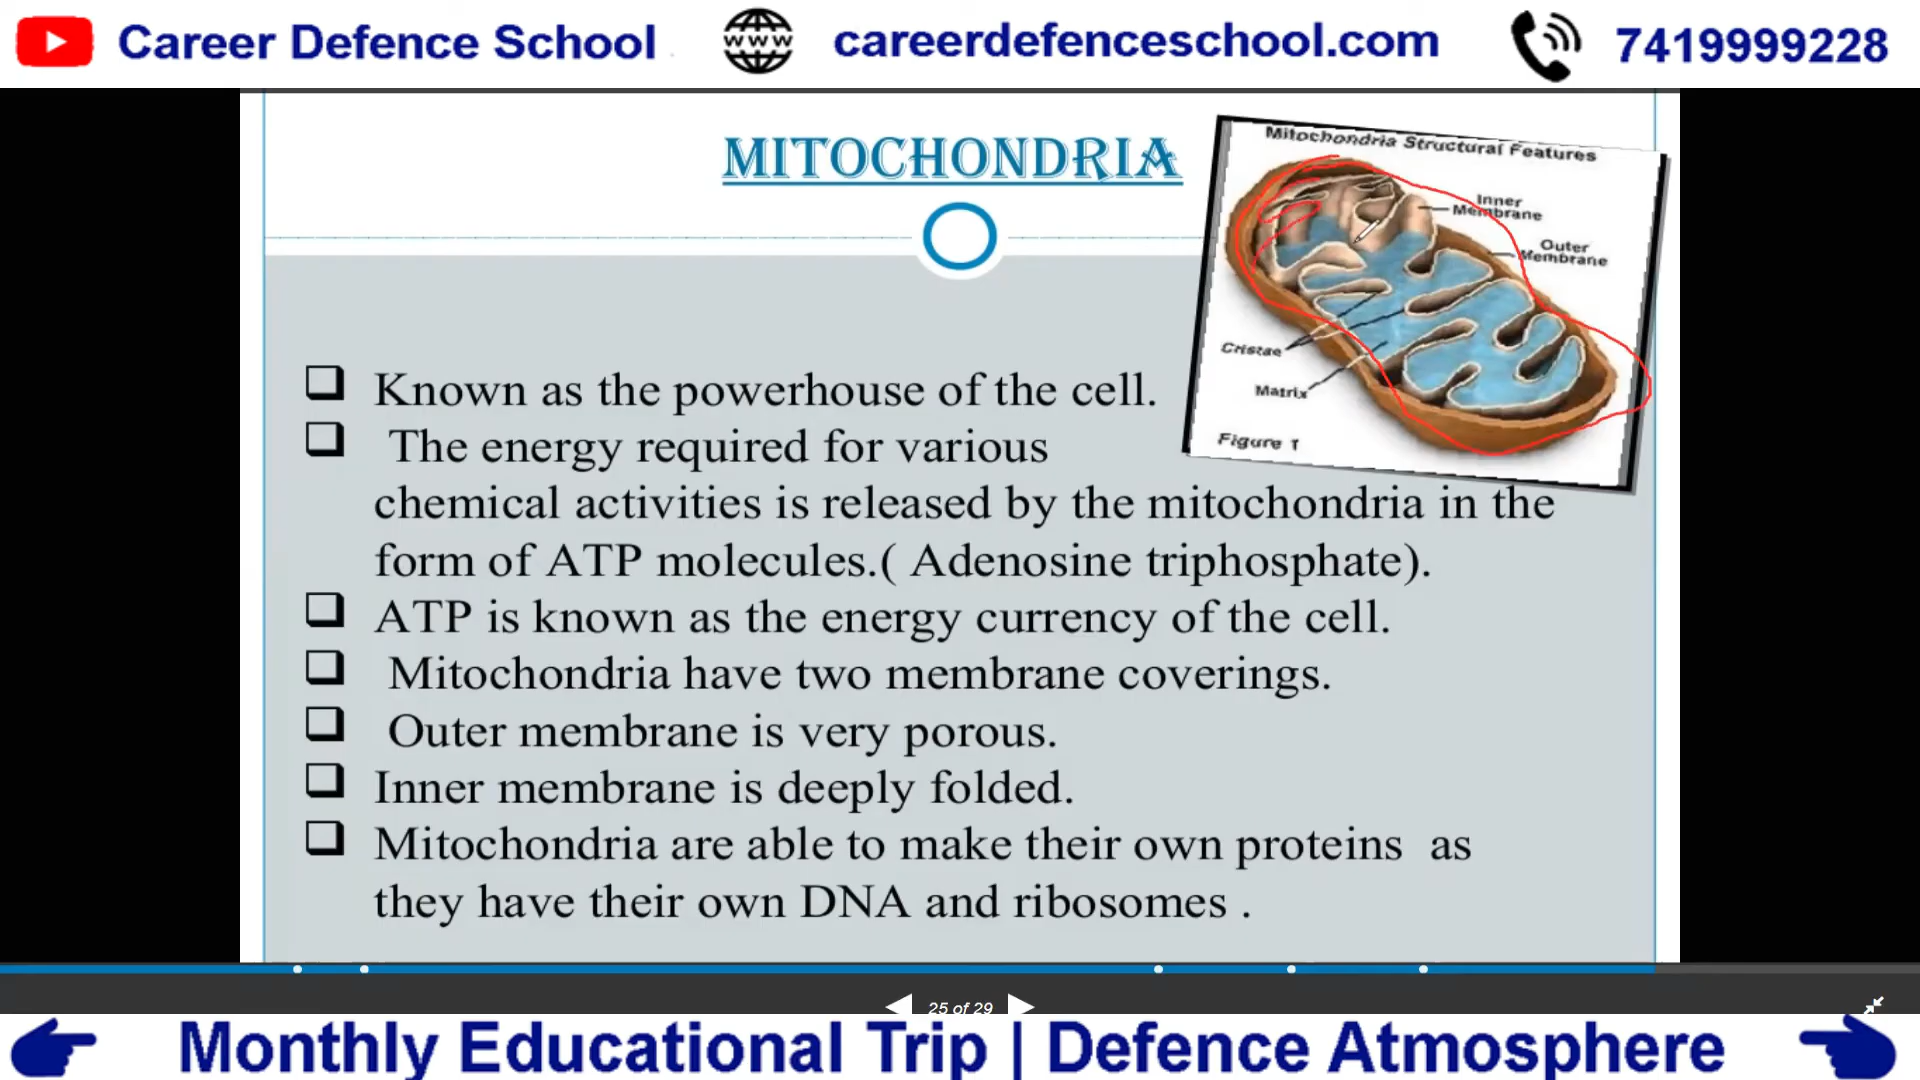 Career Defence School
www
careerdefenceschool.com
7419999228
MITOCHONDRIA
Mitochondria Structural Features
Inner
Membrane
Outer
Membrane
Cristae
Matrix
Figure 1
Known as the powerhouse of the cell.
The energy required for various
chemical activities is released by the mitochondria in the
form of ATP molecules.( Adenosine triphosphate).
ATP is known as the energy currency of the cell.
Mitochondria have two membrane coverings.
Outer membrane is very porous.
Inner membrane is deeply folded.
Mitochondria are able to make their own proteins as
they have their own DNA and ribosomes .
25 of 29
Monthly Educational Trip | Defence Atmosphere